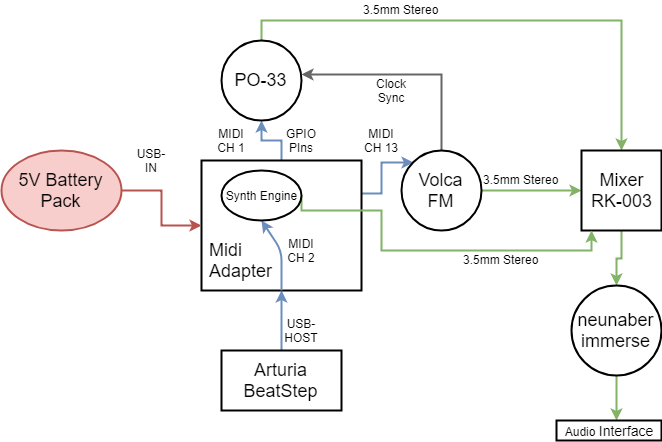 3.5mm Stereo
PO-33
Clock
Sync
MIDI
CH 1
GPIO
PIns
MIDI
CH 13
USB-
IN
5V Battery
Pack
Synth Engine
Volca
FM
3.5mm Stereo
Mixer
RK-003
Midi
Adapter
MIDI
CH 2
3.5mm Stereo
USB-
HOST
neunaber
immerse
Arturia
BeatStep
Audio Interface